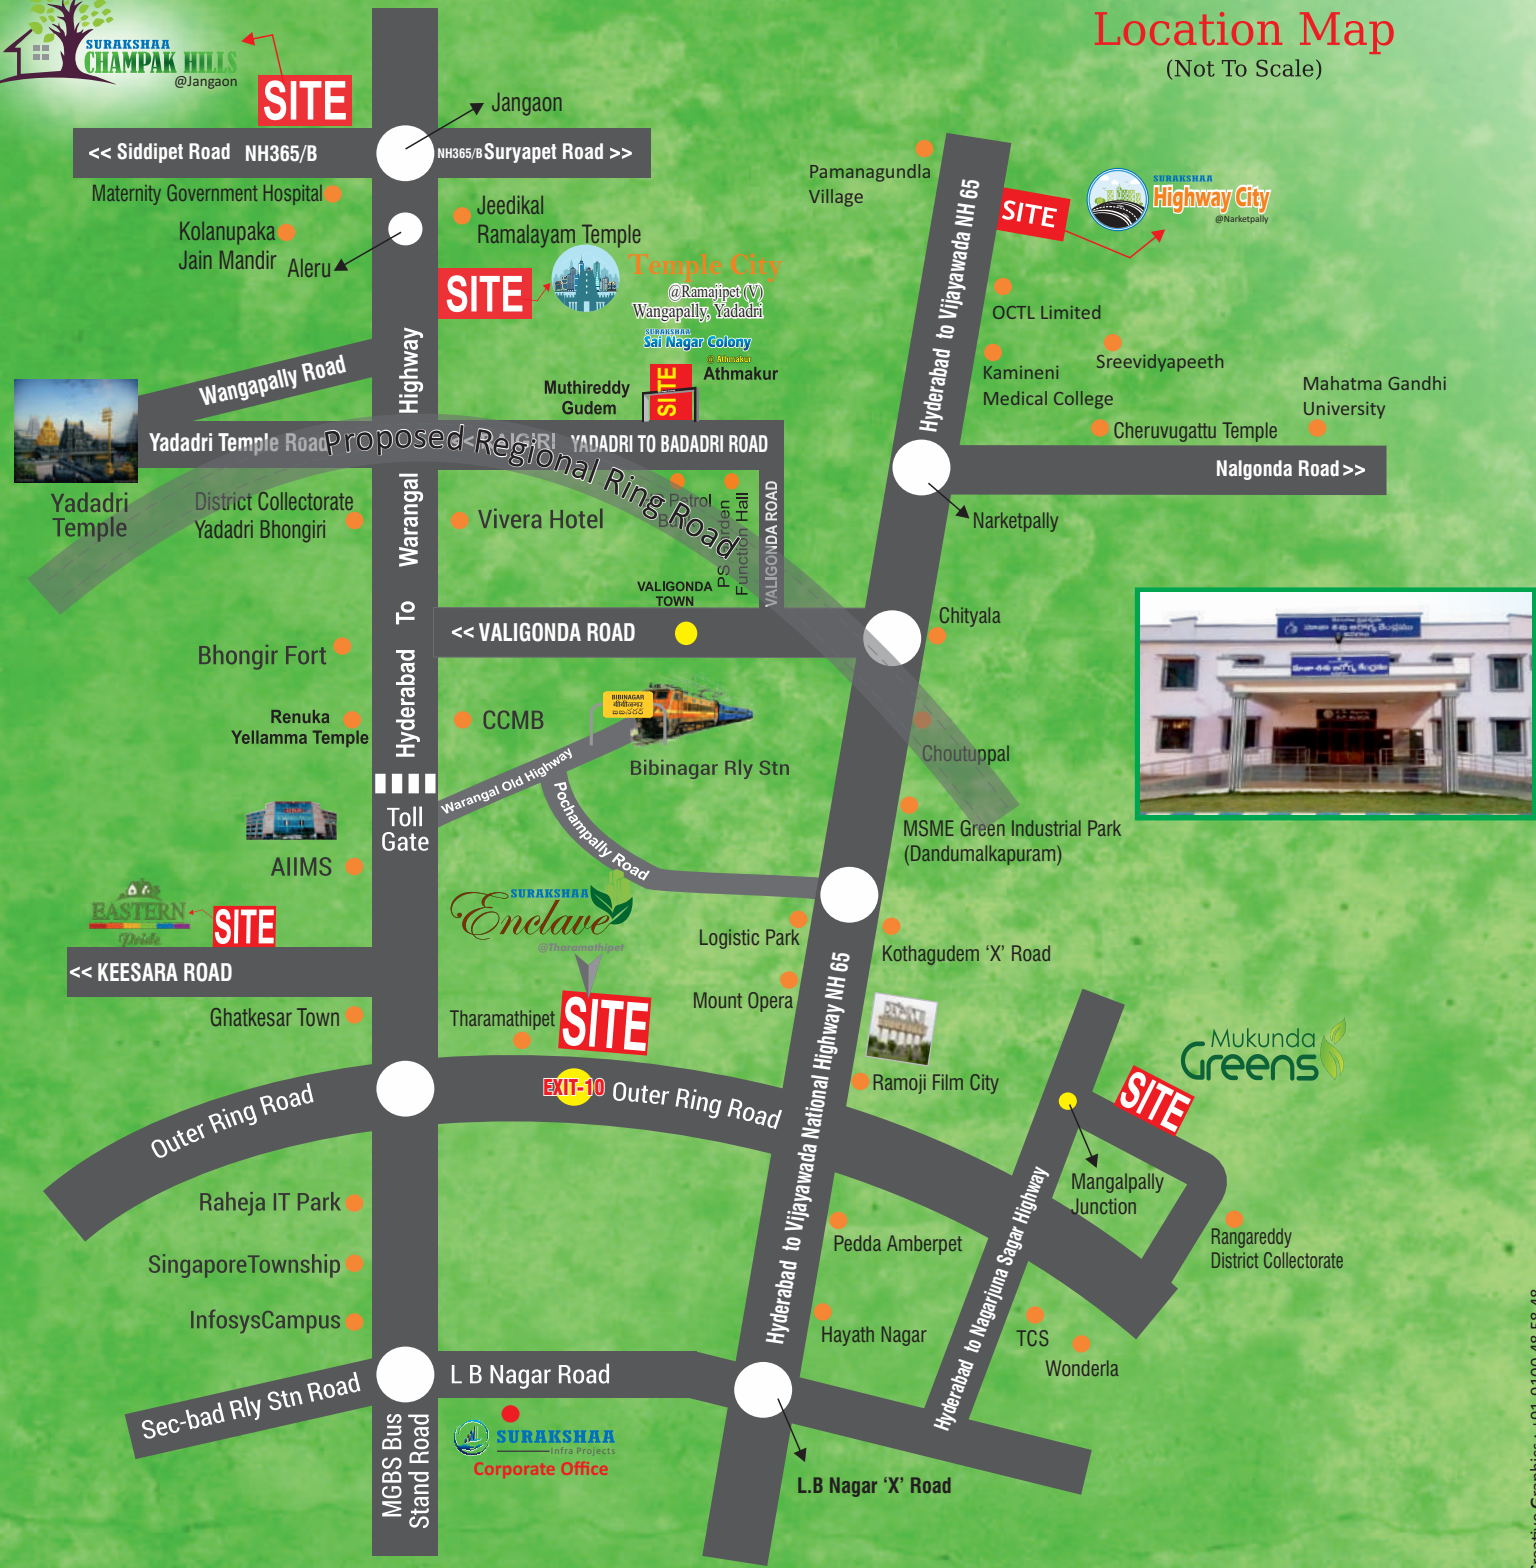 Location Map
(Not To Scale)
SURAKSHAA
CHAMPAK HILLS
@Jangaon
SITE
Jangaon
<< Siddipet Road NH365/B
NH365/B Suryapet Road >>
Maternity Government Hospital
Kolanupaka
Jain Mandir
Aleru
Jeedikal
Ramalayam Temple
SITE
Temple City
@Ramajipet (V)
Wangapally, Yadadri
SURAKSHAA
Sai Nagar Colony
@ Athmakur
SITE
Athmakur
Muthireddy
Gudem
Wangapally Road
Yadadri Temple Road
Proposed Regional Ring Road
YADADRI TO BADADRI ROAD
Yadadri
Temple
District Collectorate
Yadadri Bhongiri
Vivera Hotel
Petrol
Function Hall
VALIGONDA ROAD
VALIGONDA
TOWN
<< VALIGONDA ROAD
Hyderabad To Warangal Highway
Bhongir Fort
Renuka
Yellamma Temple
CCMB
BIBINAGAR
बीबीनगर
Bibinagar Rly Stn
Warangal Old Highway
Pochampally Road
Toll
Gate
AIIMS
EASTERN
Pride
SITE
<< KEESARA ROAD
Ghatkesar Town
SURAKSHAA
Enclave
@Tharamathipet
SITE
Tharamathipet
Outer Ring Road
EXIT-10 Outer Ring Road
Raheja IT Park
SingaporeTownship
InfosysCampus
Sec-bad Rly Stn Road
L B Nagar Road
MGBS Bus
Stand Road
SURAKSHAA
Infra Projects
Corporate Office
Pamanagundla
Village
Hyderabad to Vijayawada NH 65
SITE
SURAKSHAA
Highway City
@Narketpally
OCTL Limited
Kamineni
Medical College
Sreevidyapeeth
Mahatma Gandhi
University
Cheruvugattu Temple
Nalgonda Road >>
Narketpally
Chityala
Choutuppal
MSME Green Industrial Park
(Dandumalkapuram)
Logistic Park
Kothagudem ‘X’ Road
Mount Opera
Hyderabad to Vijayawada National Highway NH 65
Ramoji Film City
Mukunda
Greens
SITE
Mangalpally
Junction
Rangareddy
District Collectorate
Pedda Amberpet
Hayath Nagar
Hyderabad to Nagarjuna Sagar Highway
TCS
Wonderla
L.B Nagar ‘X’ Road